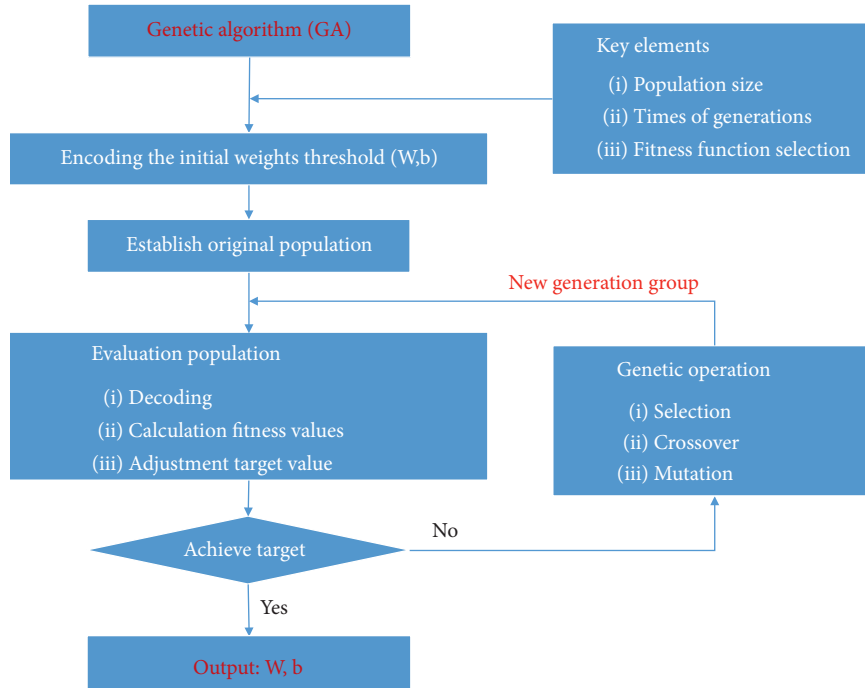 Genetic algorithm (GA)
Key elements
(i) Population size
(ii) Times of generations
(iii) Fitness function selection
Encoding the initial weights threshold (W,b)
Establish original population
New generation group
Evaluation population
(i) Decoding
(ii) Calculation fitness values
(iii) Adjustment target value
Genetic operation
(i) Selection
(ii) Crossover
(iii) Mutation
Achieve target
No
Yes
Output: W, b